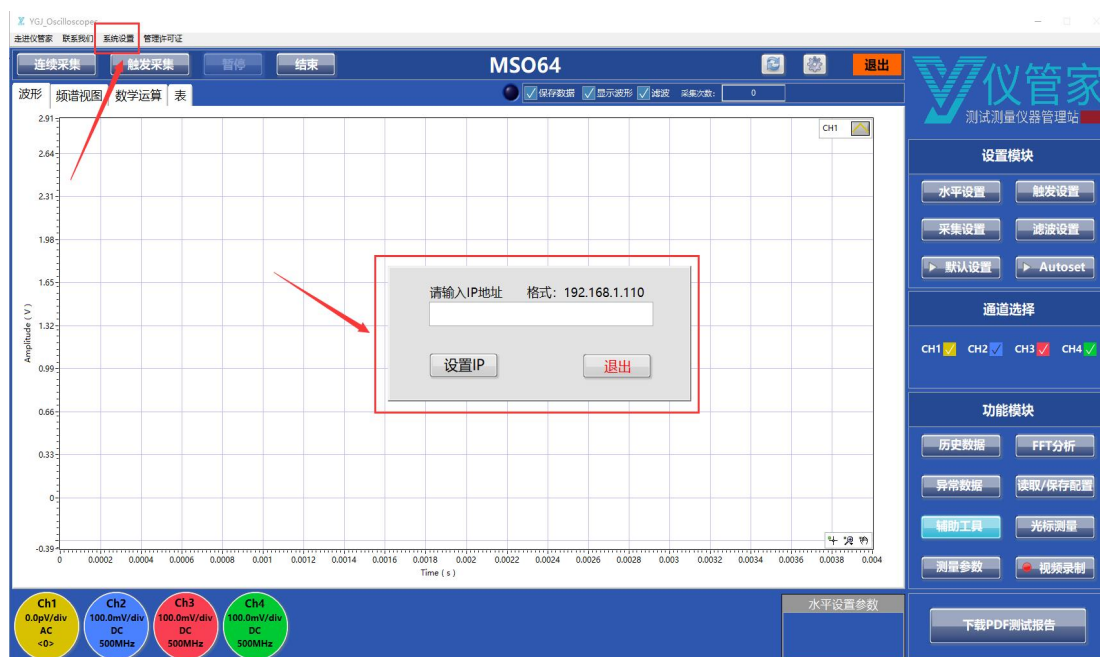 YGJ_Oscilloscope
走进仪管家 联系我们 系统设置 管理许可证
连续采集 触发采集 暂停 结束 MSO64 退出
波形 频谱视图 数学运算 表
保存数据 显示波形 滤波 采集次数: 0
CH1
2.91
2.64
2.31
1.98
1.65
1.32
0.99
0.66
0.33
0
-0.39
Amplitude ( V )
0 0.0002 0.0004 0.0006 0.0008 0.001 0.0012 0.0014 0.0016 0.0018 0.002 0.0022 0.0024 0.0026 0.0028 0.003 0.0032 0.0034 0.0036 0.0038 0.004
Time ( s )
请输入IP地址 格式: 192.168.1.110
设置IP 退出
仪管家
测试测量仪器管理站
设置模块
水平设置 触发设置
采集设置 滤波设置
默认设置 Autoset
通道选择
CH1 CH2 CH3 CH4
功能模块
历史数据 FFT分析
异常数据 读取/保存配置
辅助工具 光标测量
测量参数 视频录制
下载PDF测试报告
Ch1
0.0pV/div
AC
<0>
Ch2
100.0mV/div
DC
500MHz
Ch3
100.0mV/div
DC
500MHz
Ch4
100.0mV/div
DC
500MHz
水平设置参数